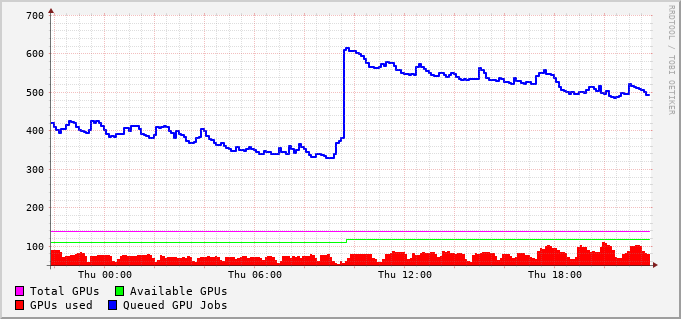 RRDTOOL / TOBI OETIKER
700
600
500
400
300
200
100
Thu 00:00 Thu 06:00 Thu 12:00 Thu 18:00
Total GPUs Available GPUs
GPUs used Queued GPU Jobs